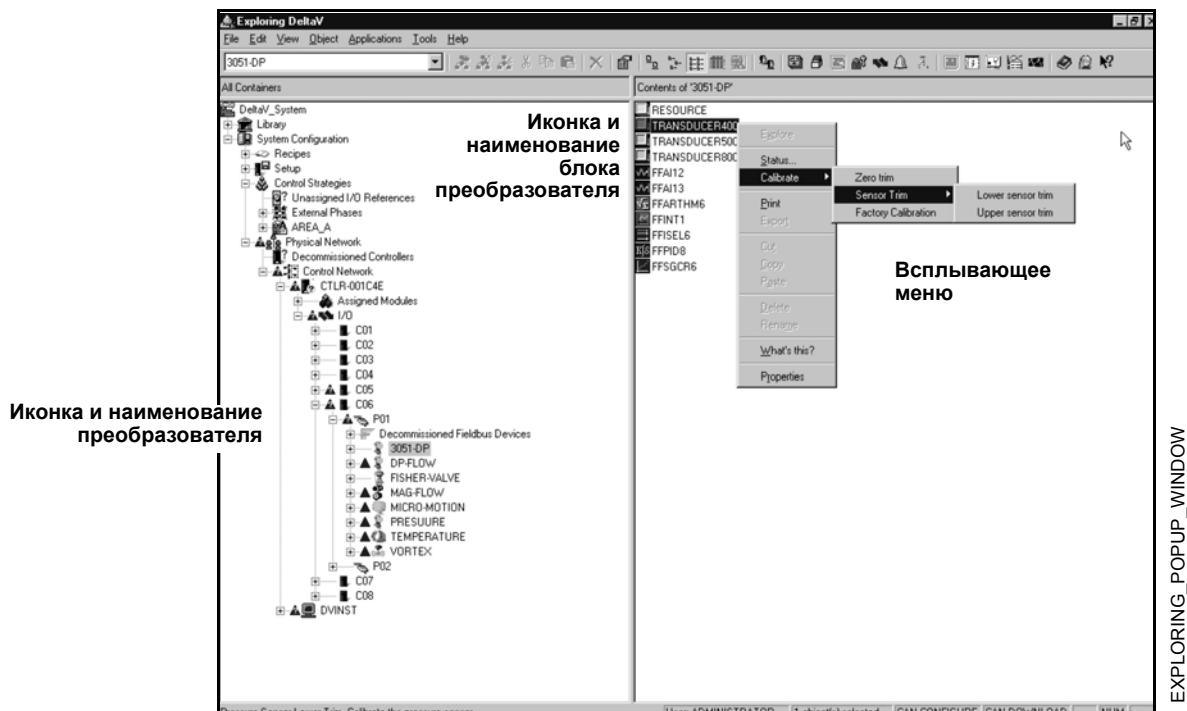 Exploring DeltaV
File Edit View Object Applications Tools Help
3051-DP
All Containers
Contents of '3051-DP'
DeltaV_System
Library
System Configuration
Recipes
Setup
Control Strategies
Unassigned I/O References
External Phases
AREA_A
Physical Network
Decommissioned Controllers
Control Network
CTLR-001C4E
Assigned Modules
I/O
C01
C02
C03
C04
C05
C06
P01
Decommissioned Fieldbus Devices
3051-DP
DP-FLOW
FISHER-VALVE
MAG-FLOW
MICRO-MOTION
PRESUURE
TEMPERATURE
VORTEX
P02
C07
C08
DVINST
Иконка и
наименование
блока
преобразователя
Иконка и наименование
преобразователя
RESOURCE
TRANSDUCER400
TRANSDUCER500
TRANSDUCER800
FFAI12
FFAI13
FFARTHM6
FFINT1
FFISEL6
FFPID8
FFSGCR6
Explore
Status...
Calibrate
Print
Export
Cut
Copy
Paste
Delete
Rename
What's this?
Properties
Zero trim
Sensor Trim
Factory Calibration
Lower sensor trim
Upper sensor trim
Всплывающее
меню
EXPLORING_POPUP_WINDOW